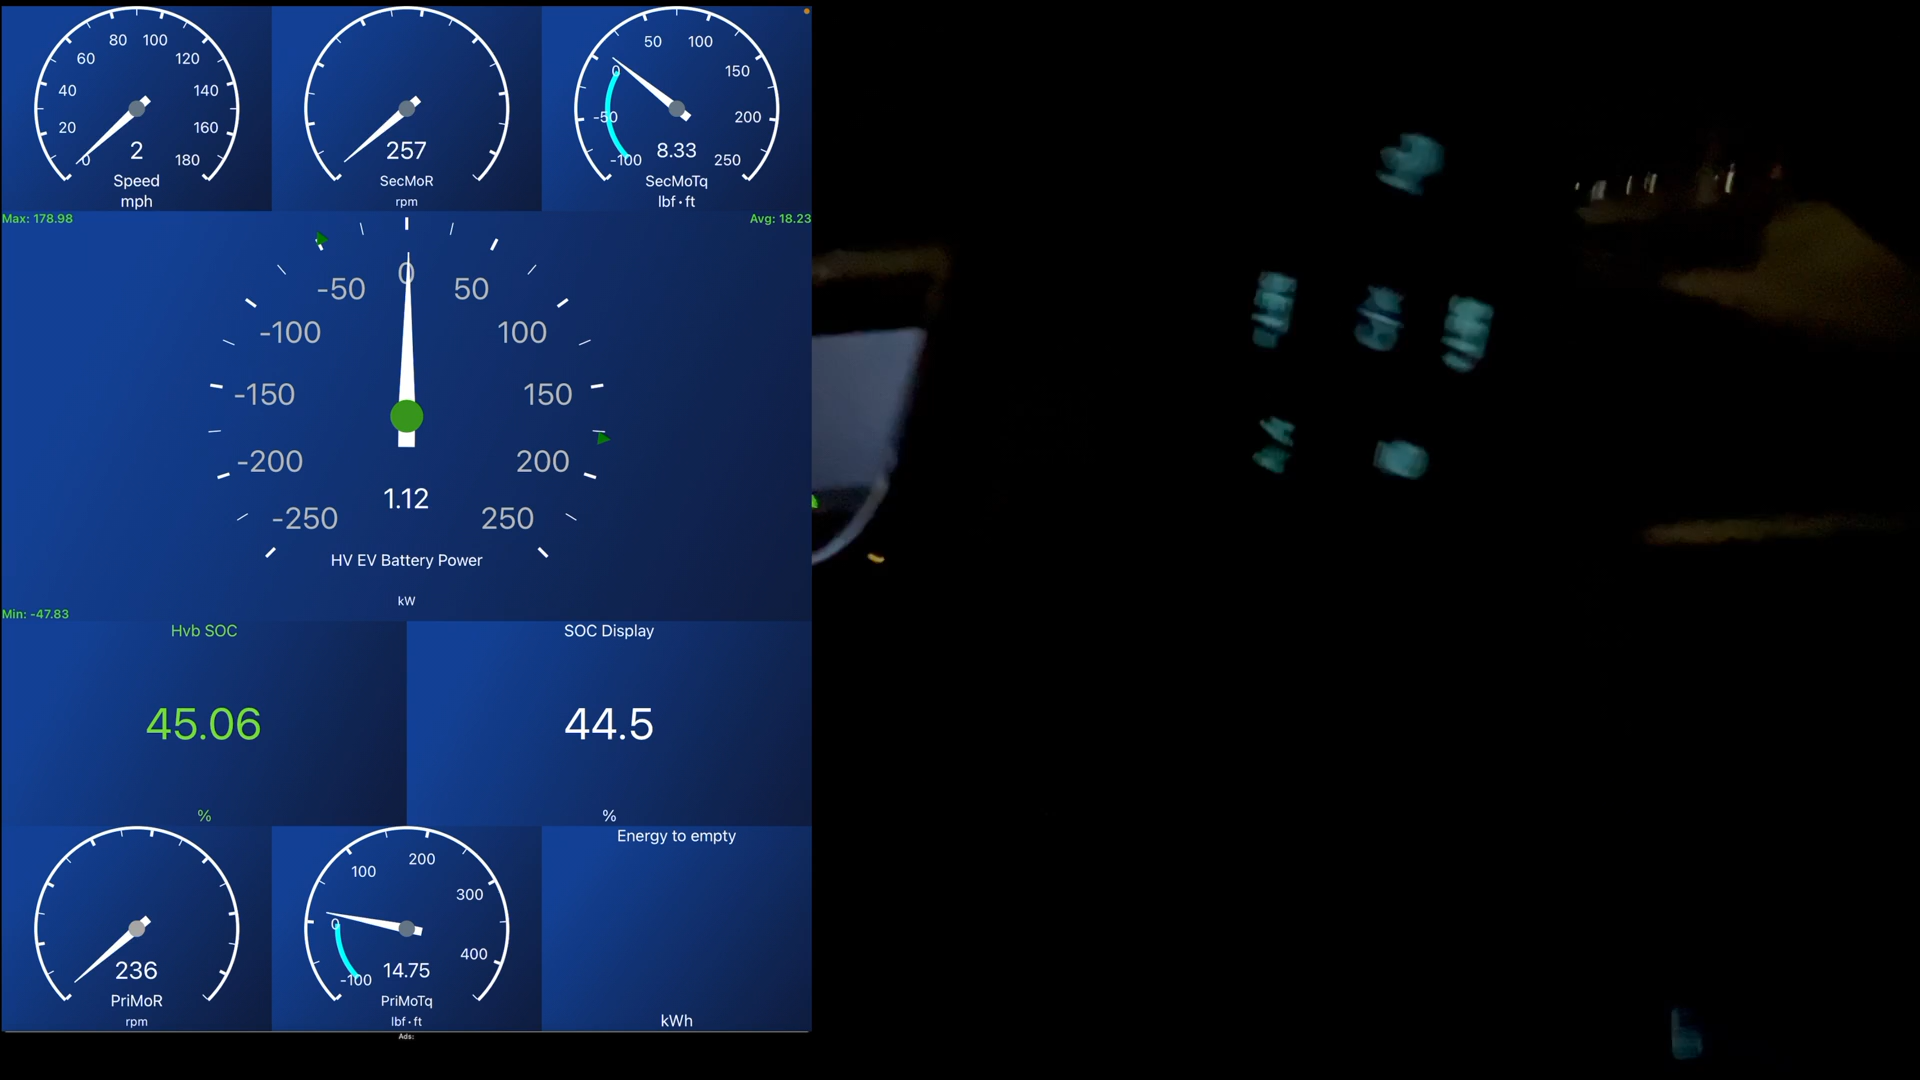 80 100
60 120
40 140
20 160
0 180
2
Speed
mph
257
SecMoR
rpm
50 100
0 150
-50 200
-100 250
8.33
SecMoTq
lbf·ft
Max: 178.98
Avg: 18.23
0
-50 50
-100 100
-150 150
-200 200
-250 250
1.12
HV EV Battery Power
kW
Min: -47.83
Hvb SOC
45.06
%
SOC Display
44.5
%
236
PriMoR
rpm
200
100 300
0 400
-100
14.75
PriMoTq
lbf·ft
Energy to empty
kWh
Ads: